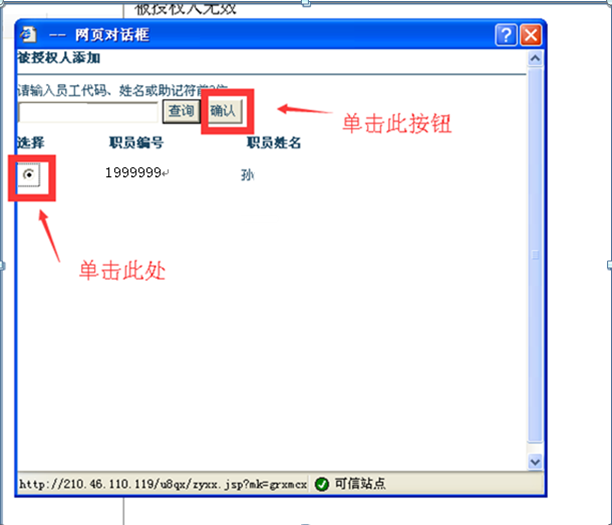 被授权人无效
-- 网页对话框
被授权人添加
请输入员工代码、姓名或助记符前2位
查询 确认
单击此按钮
选择 职员编号 职员姓名
1999999 孙
单击此处
http://210.46.110.119/u8qx/zyxx.jsp?mk=grxmcx 可信站点